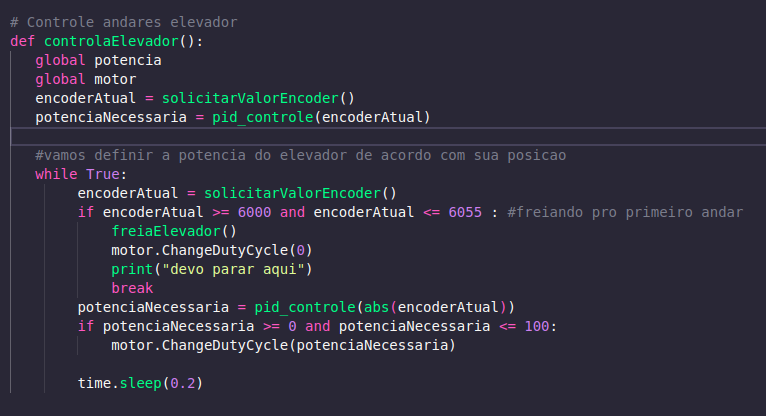 # Controle andares elevador
def controlaElevador():
global potencia
global motor
encoderAtual = solicitarValorEncoder()
potenciaNecessaria = pid_controle(encoderAtual)
#vamos definir a potencia do elevador de acordo com sua posicao
while True:
encoderAtual = solicitarValorEncoder()
if encoderAtual >= 6000 and encoderAtual <= 6055 : #freiando pro primeiro andar
freiaElevador()
motor.ChangeDutyCycle(0)
print("devo parar aqui")
break
potenciaNecessaria = pid_controle(abs(encoderAtual))
if potenciaNecessaria >= 0 and potenciaNecessaria <= 100:
motor.ChangeDutyCycle(potenciaNecessaria)
time.sleep(0.2)